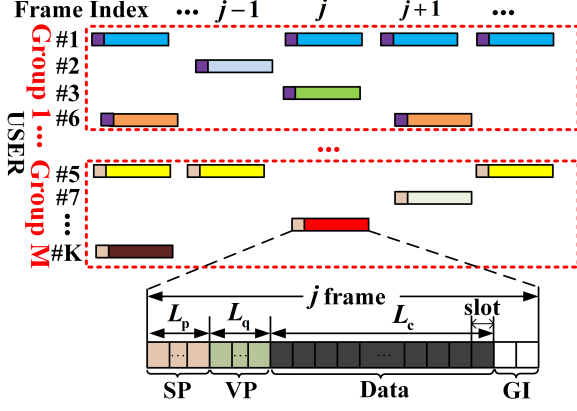 Frame Index ... j−1 j j+1 ...
USER
Group 1 ... Group M
#1
#2
#3
#6
...
#5
#7
...
#K
j frame
Lp Lq Lc slot
... ... ...
SP VP Data GI